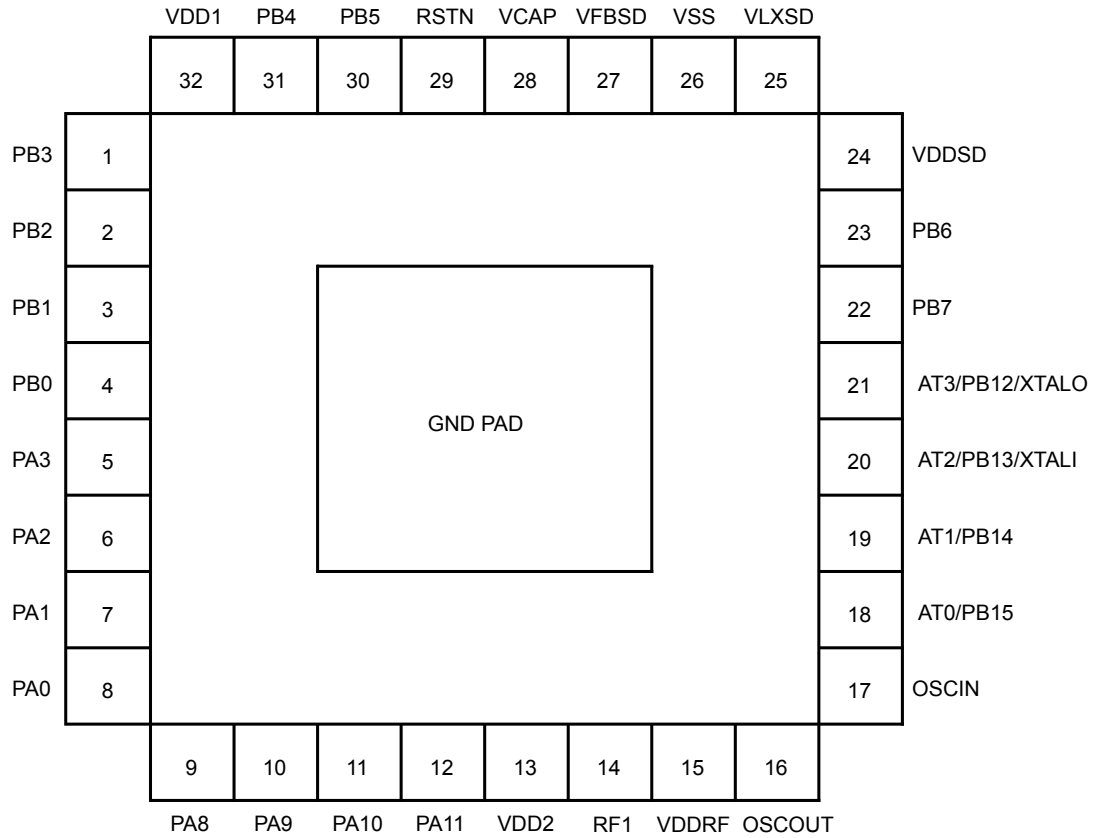 VDD1 PB4 PB5 RSTN VCAP VFBSD VSS VLXSD
32 31 30 29 28 27 26 25
PB3 1 24 VDDSD
PB2 2 23 PB6
PB1 3 22 PB7
PB0 4 21 AT3/PB12/XTALO
GND PAD
PA3 5 20 AT2/PB13/XTALI
PA2 6 19 AT1/PB14
PA1 7 18 AT0/PB15
PA0 8 17 OSCIN
9 10 11 12 13 14 15 16
PA8 PA9 PA10 PA11 VDD2 RF1 VDDRF OSCOUT